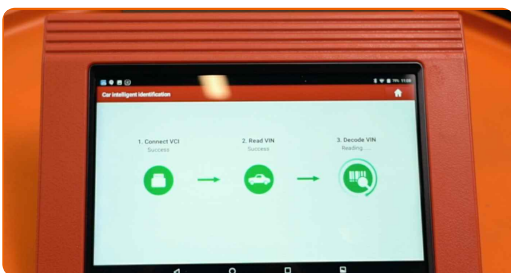 Car Intelligent Identification
1. Connect VCI
Success
2. Read VIN
Success
3. Decode VIN
Reading....